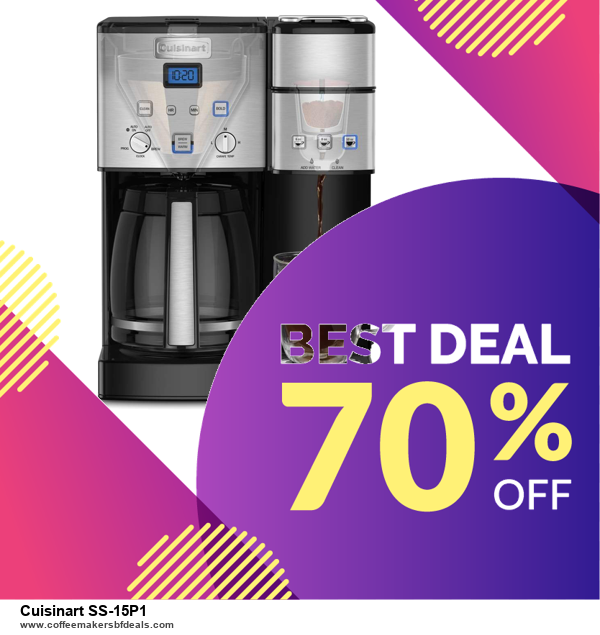 Cuisinart
10:20
BEST DEAL
70%
OFF
Cuisinart SS-15P1
www.coffeemakersbfdeals.com